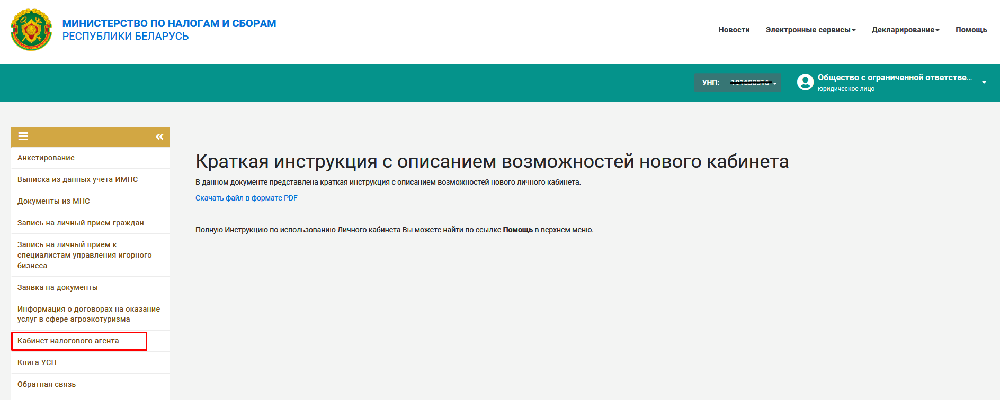 МИНИСТЕРСТВО ПО НАЛОГАМ И СБОРАМ
РЕСПУБЛИКИ БЕЛАРУСЬ
Новости Электронные сервисы Декларирование Помощь
УНП:
Общество с ограниченной ответстве...
юридическое лицо
Анкетирование
Выписка из данных учета ИМНС
Документы из МНС
Запись на личный прием граждан
Запись на личный прием к
специалистам управления игорного
бизнеса
Заявка на документы
Информация о договорах на оказание
услуг в сфере агроэкотуризма
Кабинет налогового агента
Книга УСН
Обратная связь
Краткая инструкция с описанием возможностей нового кабинета
В данном документе представлена краткая инструкция с описанием возможностей нового личного кабинета.
Скачать файл в формате PDF
Полную Инструкцию по использованию Личного кабинета Вы можете найти по ссылке Помощь в верхнем меню.